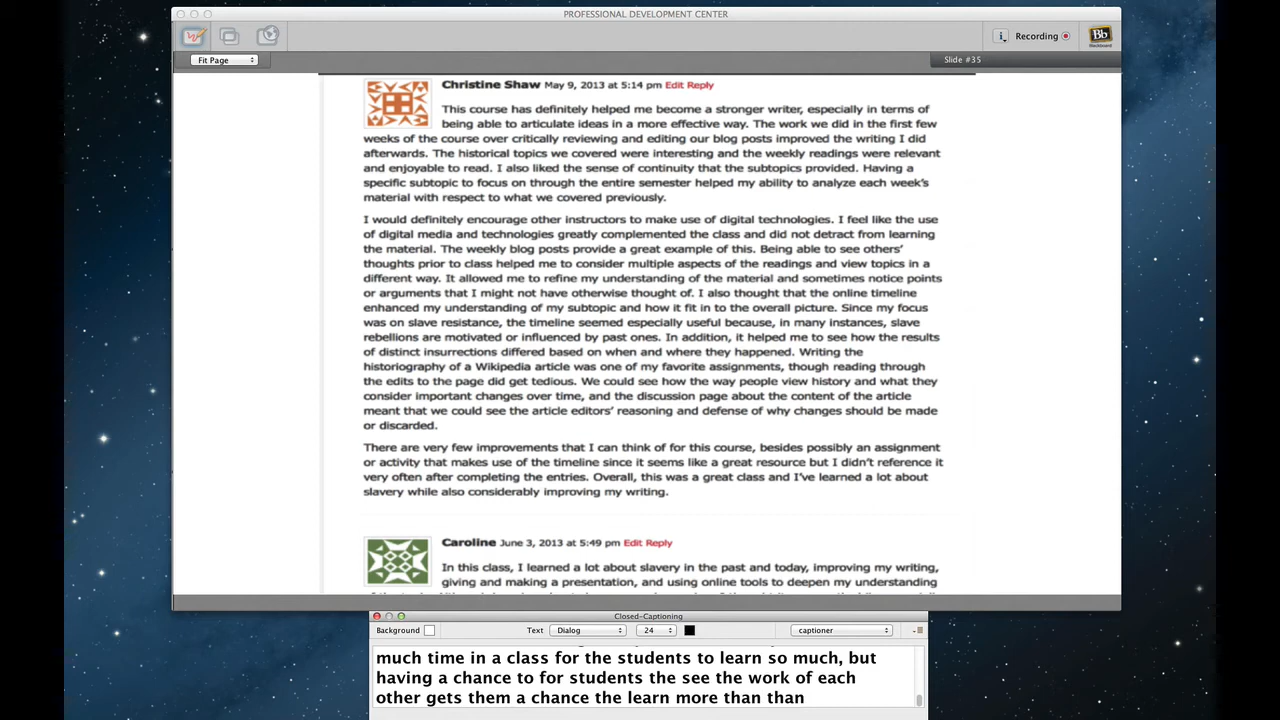 PROFESSIONAL DEVELOPMENT CENTER
Recording
Bb
Blackboard
Fit Page
Slide #35
Christine Shaw May 9, 2013 at 5:14 pm Edit Reply
This course has definitely helped me become a stronger writer, especially in terms of
being able to articulate ideas in a more effective way. The work we did in the first few
weeks of the course over critically reviewing and editing our blog posts improved the writing I did
afterwards. The historical topics we covered were interesting and the weekly readings were relevant
and enjoyable to read. I also liked the sense of continuity that the subtopics provided. Having a
specific subtopic to focus on through the entire semester helped my ability to analyze each week's
material with respect to what we covered previously.
I would definitely encourage other instructors to make use of digital technologies. I feel like the use
of digital media and technologies greatly complemented the class and did not detract from learning
the material. The weekly blog posts provide a great example of this. Being able to see others'
thoughts prior to class helped me to consider multiple aspects of the readings and view topics in a
different way. It allowed me to refine my understanding of the material and sometimes notice points
or arguments that I might not have otherwise thought of. I also thought that the online timeline
enhanced my understanding of my subtopic and how it fit in to the overall picture. Since my focus
was on slave resistance, the timeline seemed especially useful because, in many instances, slave
rebellions are motivated or influenced by past ones. In addition, it helped me to see how the results
of distinct insurrections differed based on when and where they happened. Writing the
historiography of a Wikipedia article was one of my favorite assignments, though reading through
the edits to the page did get tedious. We could see how the way people view history and what they
consider important changes over time, and the discussion page about the content of the article
meant that we could see the article editors' reasoning and defense of why changes should be made
or discarded.
There are very few improvements that I can think of for this course, besides possibly an assignment
or activity that makes use of the timeline since it seems like a great resource but I didn't reference it
very often after completing the entries. Overall, this was a great class and I've learned a lot about
slavery while also considerably improving my writing.
Caroline June 3, 2013 at 5:49 pm Edit Reply
In this class, I learned a lot about slavery in the past and today, improving my writing,
giving and making a presentation, and using online tools to deepen my understanding
Closed-Captioning
Background Text Dialog 24 captioner
much time in a class for the students to learn so much, but
having a chance to for students the see the work of each
other gets them a chance the learn more than than